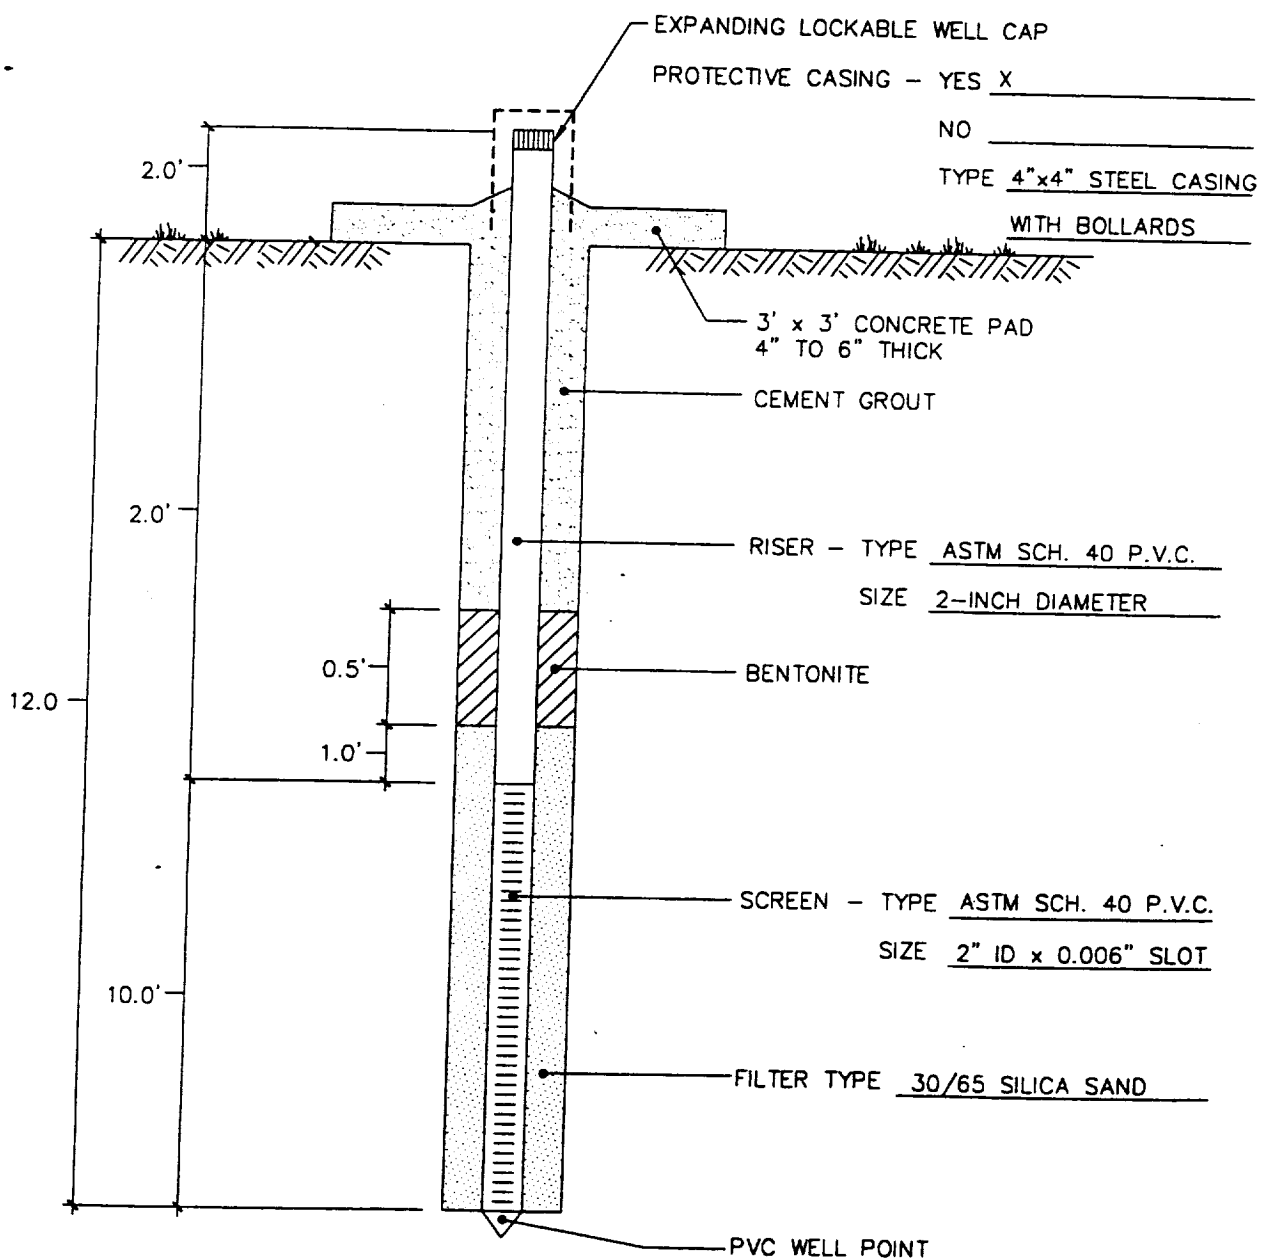 EXPANDING LOCKABLE WELL CAP
PROTECTIVE CASING – YES X
NO
TYPE 4"x4" STEEL CASING
WITH BOLLARDS
2.0'
3' x 3' CONCRETE PAD
4" TO 6" THICK
CEMENT GROUT
2.0'
RISER – TYPE ASTM SCH. 40 P.V.C.
SIZE 2-INCH DIAMETER
0.5'
BENTONITE
12.0
1.0'
SCREEN – TYPE ASTM SCH. 40 P.V.C.
SIZE 2" ID x 0.006" SLOT
10.0'
FILTER TYPE 30/65 SILICA SAND
PVC WELL POINT